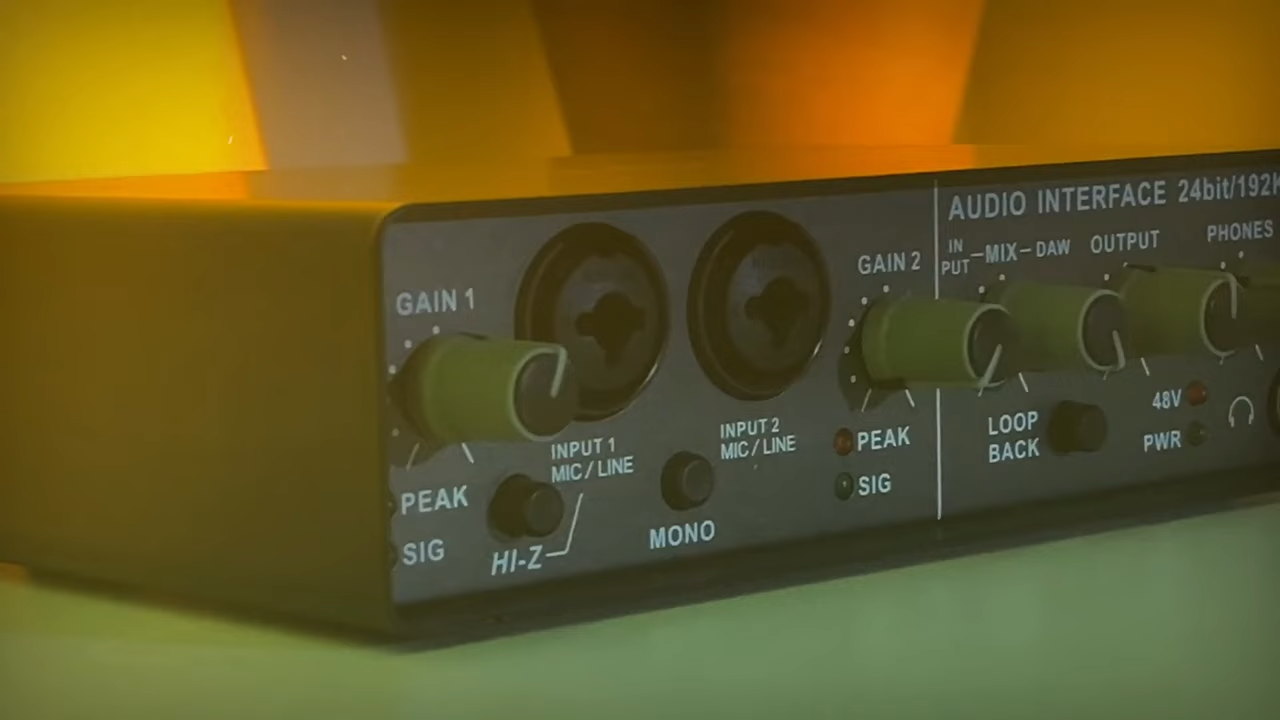 GAIN 1
INPUT 1
MIC / LINE
PEAK
SIG
HI-Z
MONO
INPUT 2
MIC / LINE
GAIN 2
PEAK
SIG
AUDIO INTERFACE 24bit/192K
IN
PUT
MIX
DAW
OUTPUT
PHONES
LOOP
BACK
48V
PWR